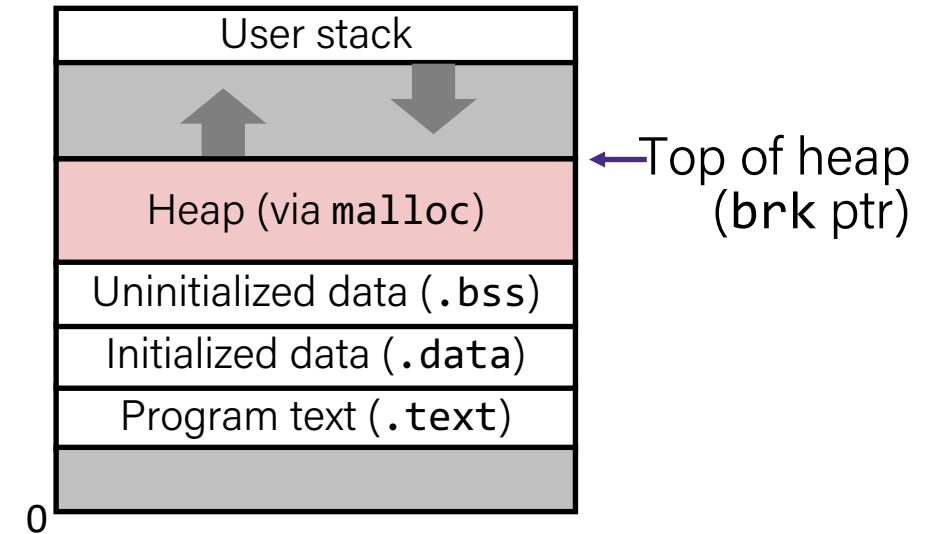 User stack
Top of heap
(brk ptr)
Heap (via malloc)
Uninitialized data (.bss)
Initialized data (.data)
Program text (.text)
0